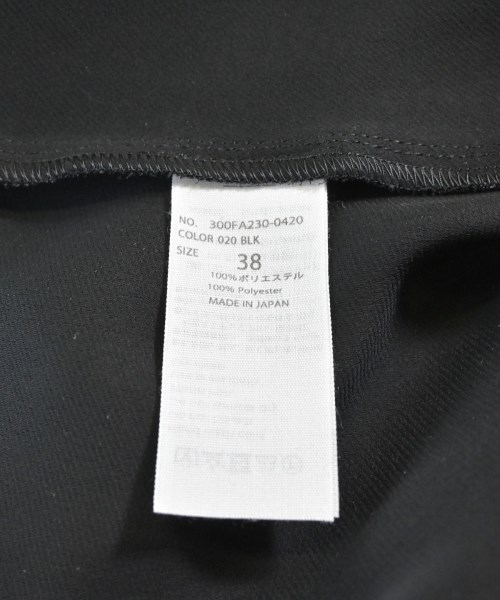 NO. 300FA230-0420
COLOR 020 BLK
SIZE 38
100%ポリエステル
100% Polyester
MADE IN JAPAN